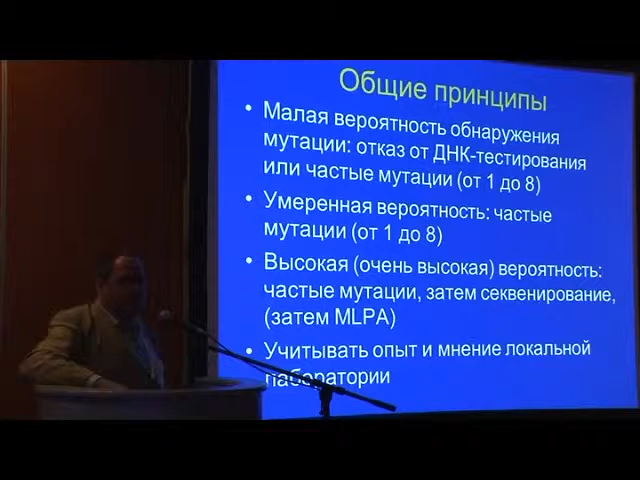 Общие принципы
• Малая вероятность обнаружения
мутации: отказ от ДНК-тестирования
или частые мутации (от 1 до 8)
• Умеренная вероятность: частые
мутации (от 1 до 8)
• Высокая (очень высокая) вероятность:
частые мутации, затем секвенирование,
(затем MLPA)
• Учитывать опыт и мнение локальной
лаборатории